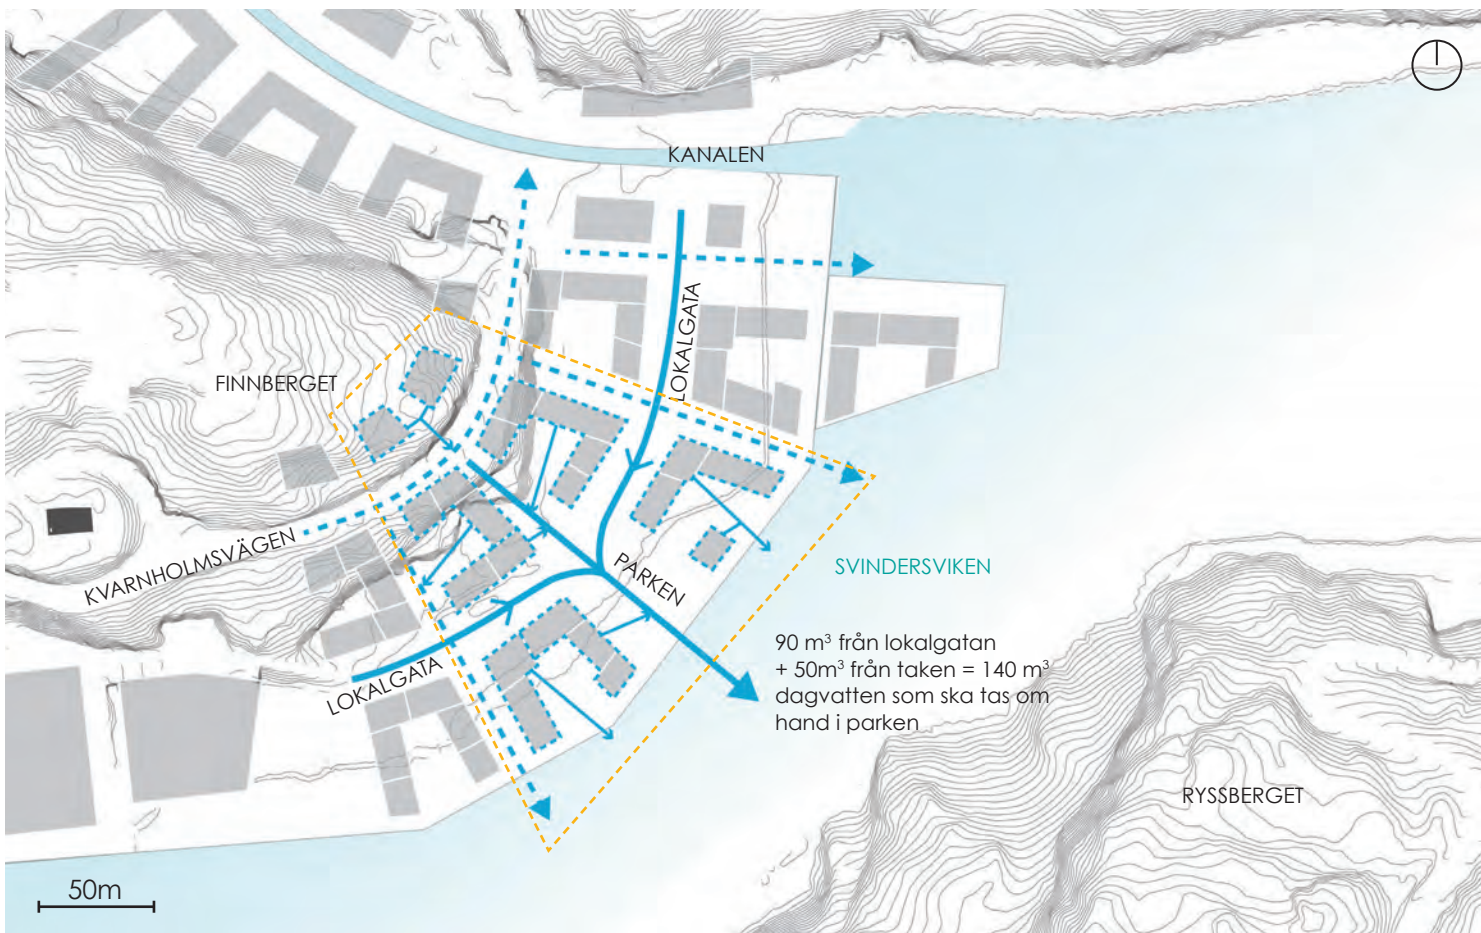 KANALEN
LOKALGATA
FINNBERGET
KVARNHOLMSVÄGEN
PARKEN
SVINDERSVIKEN
LOKALGATA
90 m³ från lokalgatan
+ 50m³ från taken = 140 m³
dagvatten som ska tas om
hand i parken
RYSSBERGET
50m